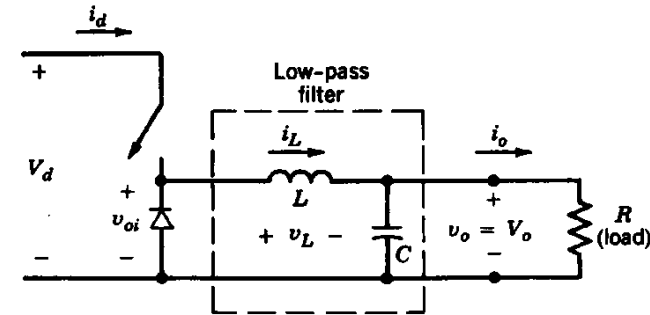 i_d
+
Low-pass
filter
i_L
i_o
V_d
+
L
+
R
v_oi
+ v_L −
C
v_o = V_o
(load)
−
−
−